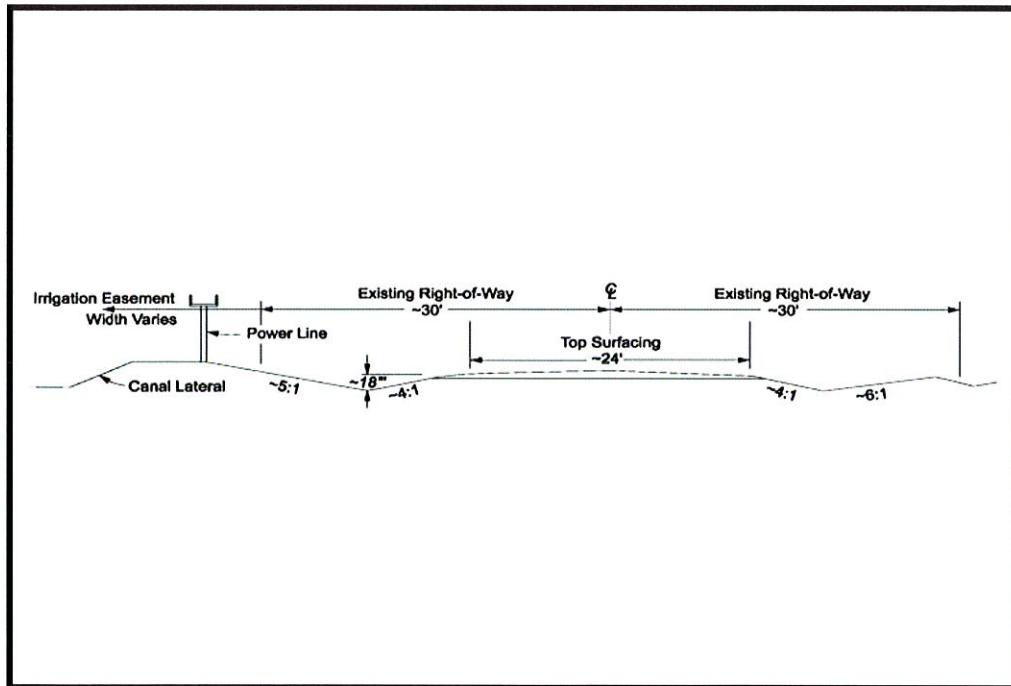 Irrigation Easement
Width Varies
Existing Right-of-Way
~30'
℄
Existing Right-of-Way
~30'
Power Line
Top Surfacing
~24'
Canal Lateral
~5:1
~18"
~4:1
~4:1
~6:1